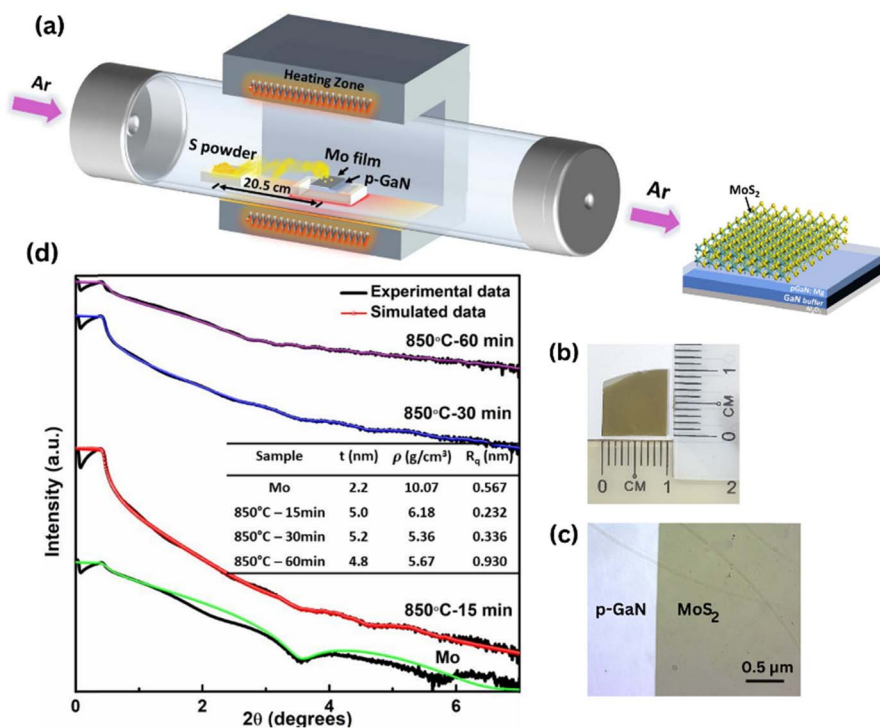 (a)
Heating Zone
Ar
S powder
Mo film
p-GaN
20.5 cm
Ar
MoS₂
pGaN: Mg
GaN buffer
Al₂O₃
(d)
Experimental data
Simulated data
850°C-60 min
850°C-30 min
Sample t (nm) ρ (g/cm³) Rq (nm)
Mo 2.2 10.07 0.567
850°C – 15min 5.0 6.18 0.232
850°C – 30min 5.2 5.36 0.336
850°C – 60min 4.8 5.67 0.930
850°C-15 min
Mo
Intensity (a.u.)
0 2 4 6
2θ (degrees)
(b)
1
CM
0
0 1 2
CM
(c)
p-GaN MoS₂
0.5 µm